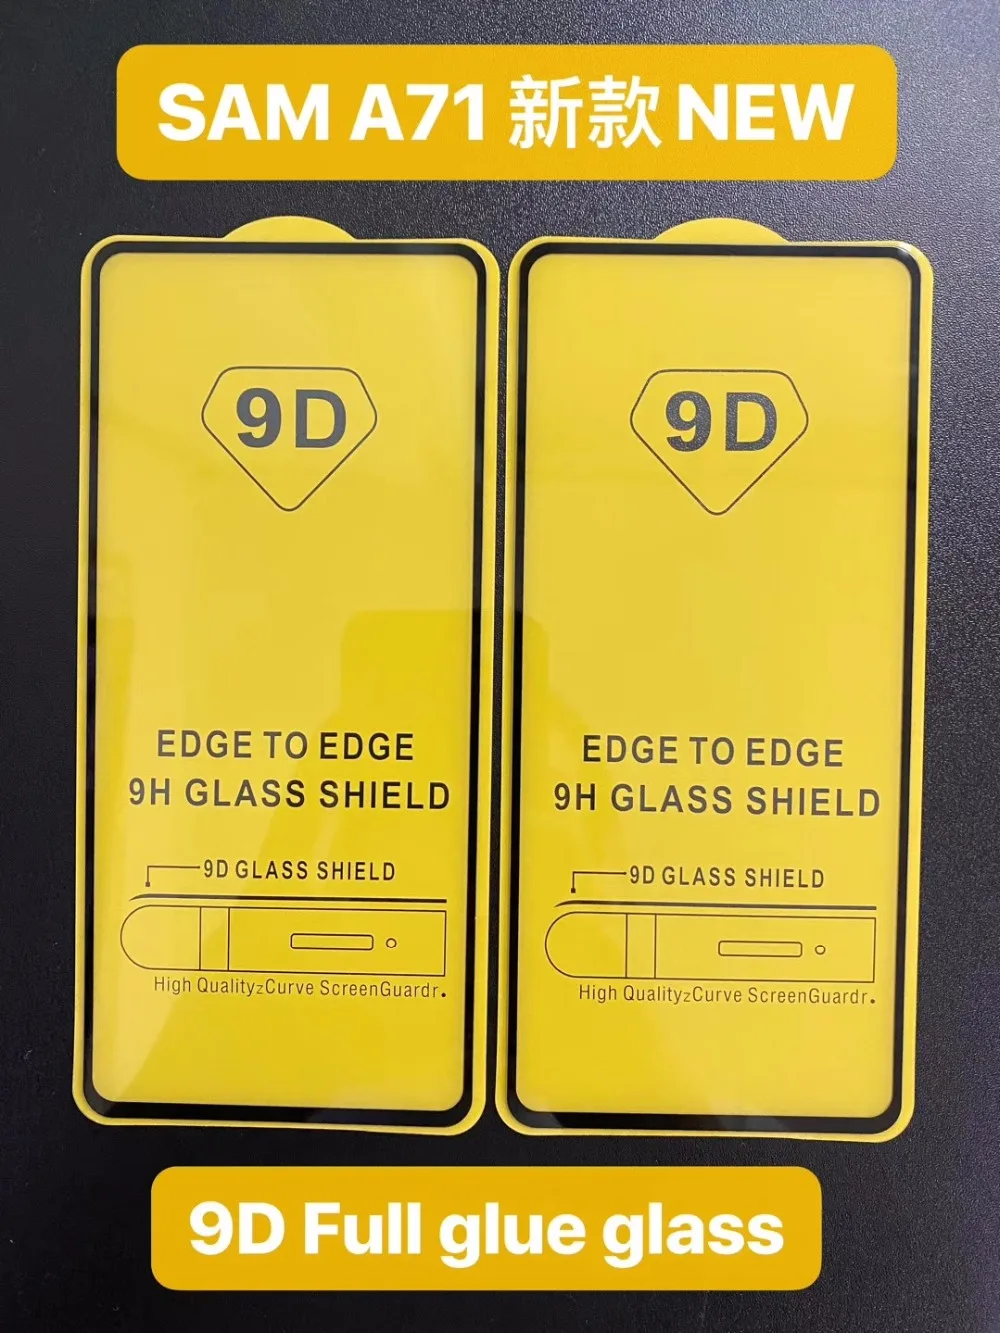 SAM A71 新款 NEW
9D
EDGE TO EDGE
9H GLASS SHIELD
9D GLASS SHIELD
High QualityzCurve ScreenGuardr.
9D
EDGE TO EDGE
9H GLASS SHIELD
9D GLASS SHIELD
High QualityzCurve ScreenGuardr.
9D Full glue glass